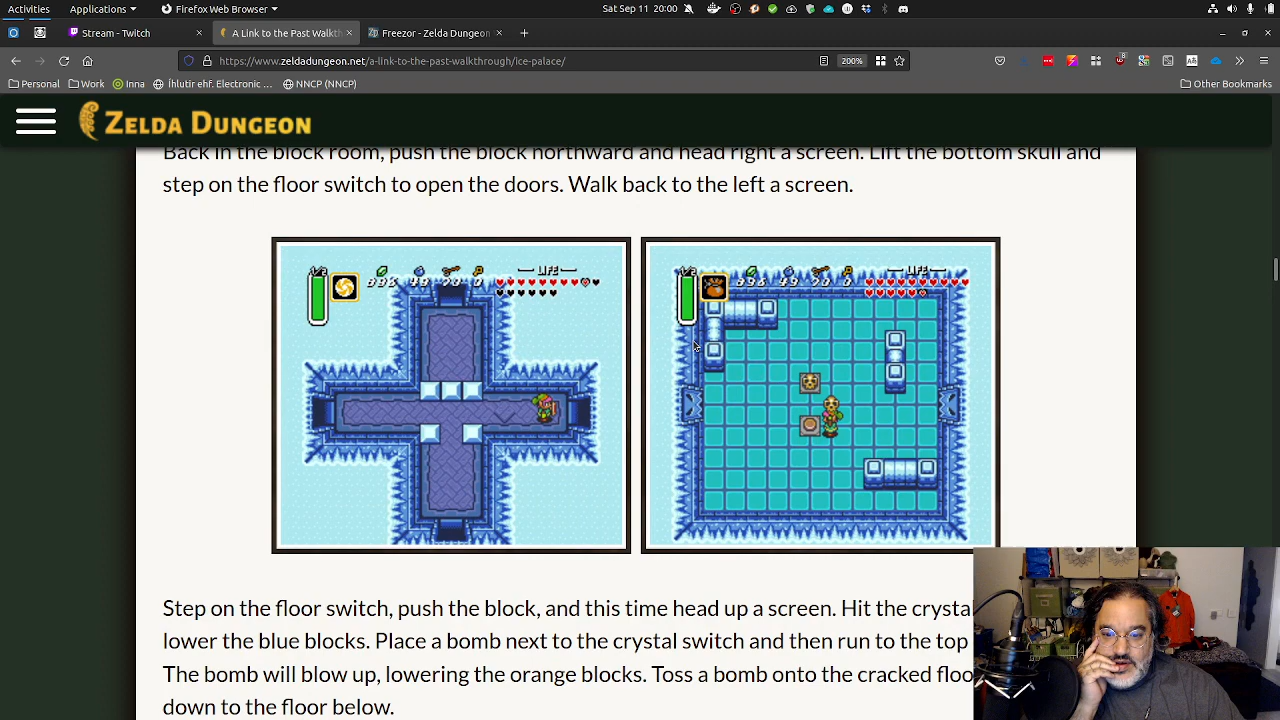 Activities Applications Firefox Web Browser Sat Sep 11 20:00
Stream - Twitch × A Link to the Past Walkth × Freezor - Zelda Dungeon × +
https://www.zeldadungeon.net/a-link-to-the-past-walkthrough/ice-palace/ 200%
Personal Work Inna Íhlutir ehf. Electronic ... NNCP (NNCP) Other Bookmarks
ZELDA DUNGEON
Back in the block room, push the block northward and head right a screen. Lift the bottom skull and
step on the floor switch to open the doors. Walk back to the left a screen.
1/2 LIFE
1/2 LIFE
Step on the floor switch, push the block, and this time head up a screen. Hit the crystal
lower the blue blocks. Place a bomb next to the crystal switch and then run to the top
The bomb will blow up, lowering the orange blocks. Toss a bomb onto the cracked floo
down to the floor below.